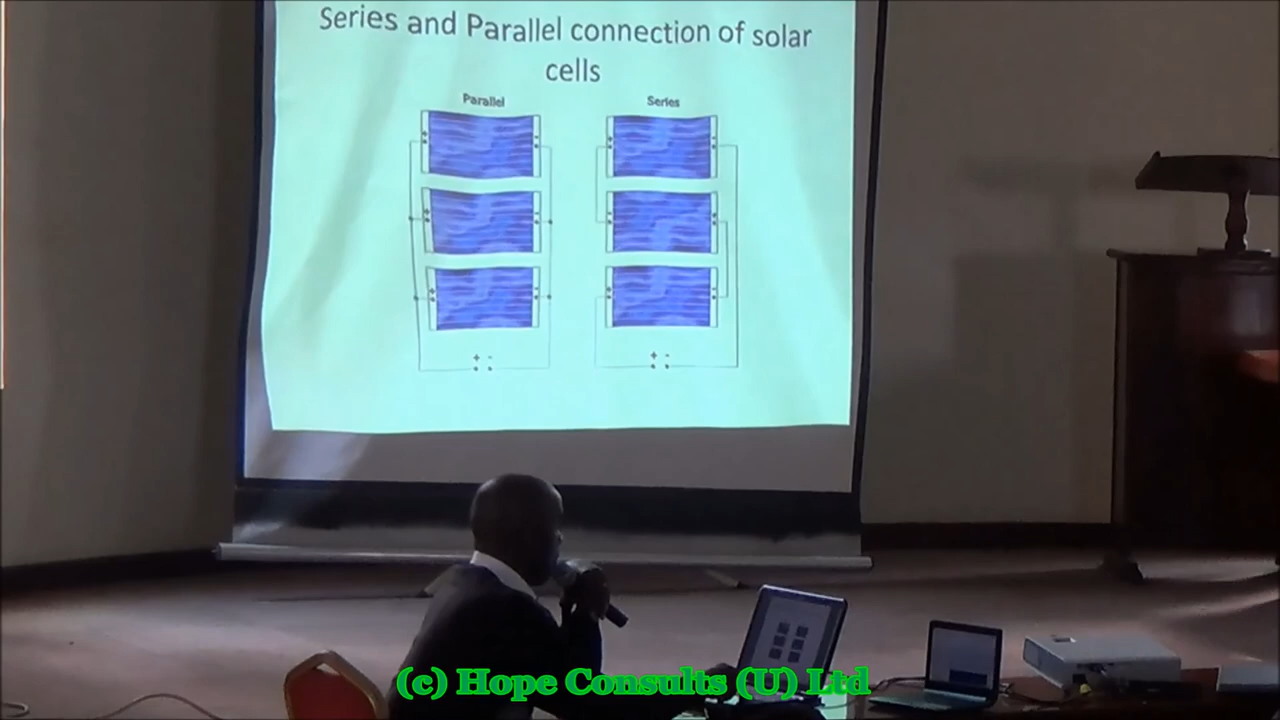 Series and Parallel connection of solar
cells
Parallel Series
+ -
+ -
(c) Hope Consults (U) Ltd